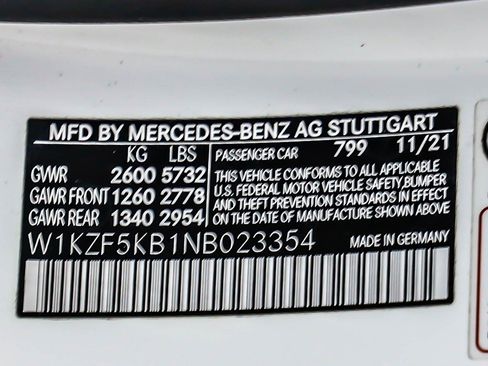 MFD BY MERCEDES-BENZ AG STUTTGART
KG LBS PASSENGER CAR 799 11/21
GVWR 2600 5732 THIS VEHICLE CONFORMS TO ALL APPLICABLE
GAWR FRONT 1260 2778 U.S. FEDERAL MOTOR VEHICLE SAFETY, BUMPER
GAWR REAR 1340 2954 AND THEFT PREVENTION STANDARDS IN EFFECT
ON THE DATE OF MANUFACTURE SHOWN ABOVE.
W1KZF5KB1NB023354 MADE IN GERMANY